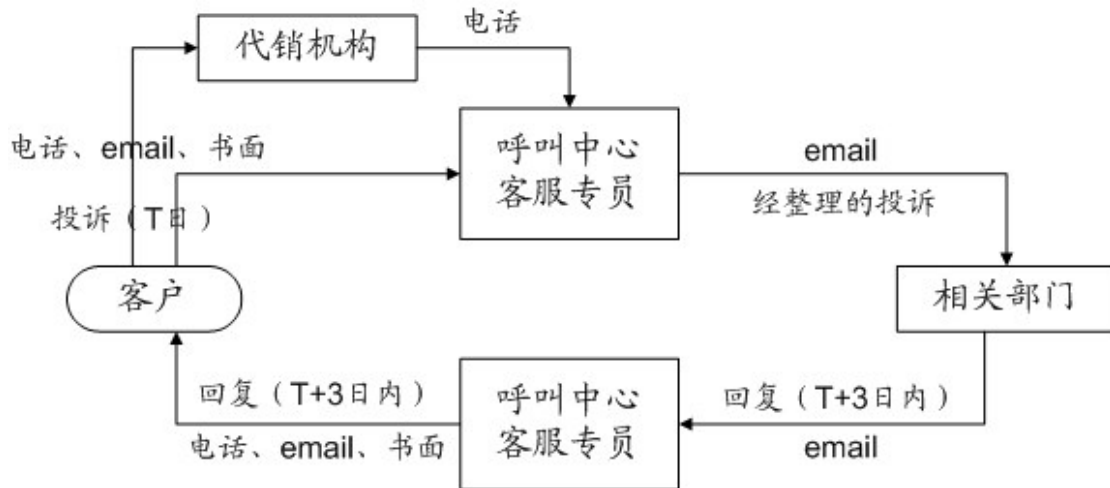 代销机构
电话
电话、email、书面
投诉（T日）
呼叫中心
客服专员
email
经整理的投诉
客户
相关部门
回复（T+3日内）
电话、email、书面
呼叫中心
客服专员
回复（T+3日内）
email